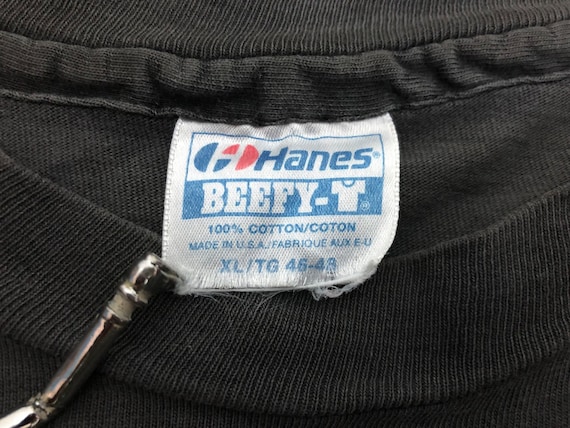 Hanes®
BEEFY-T®
100% COTTON/COTON
MADE IN U.S.A./FABRIQUE AUX E-U
XL/TG 46-48